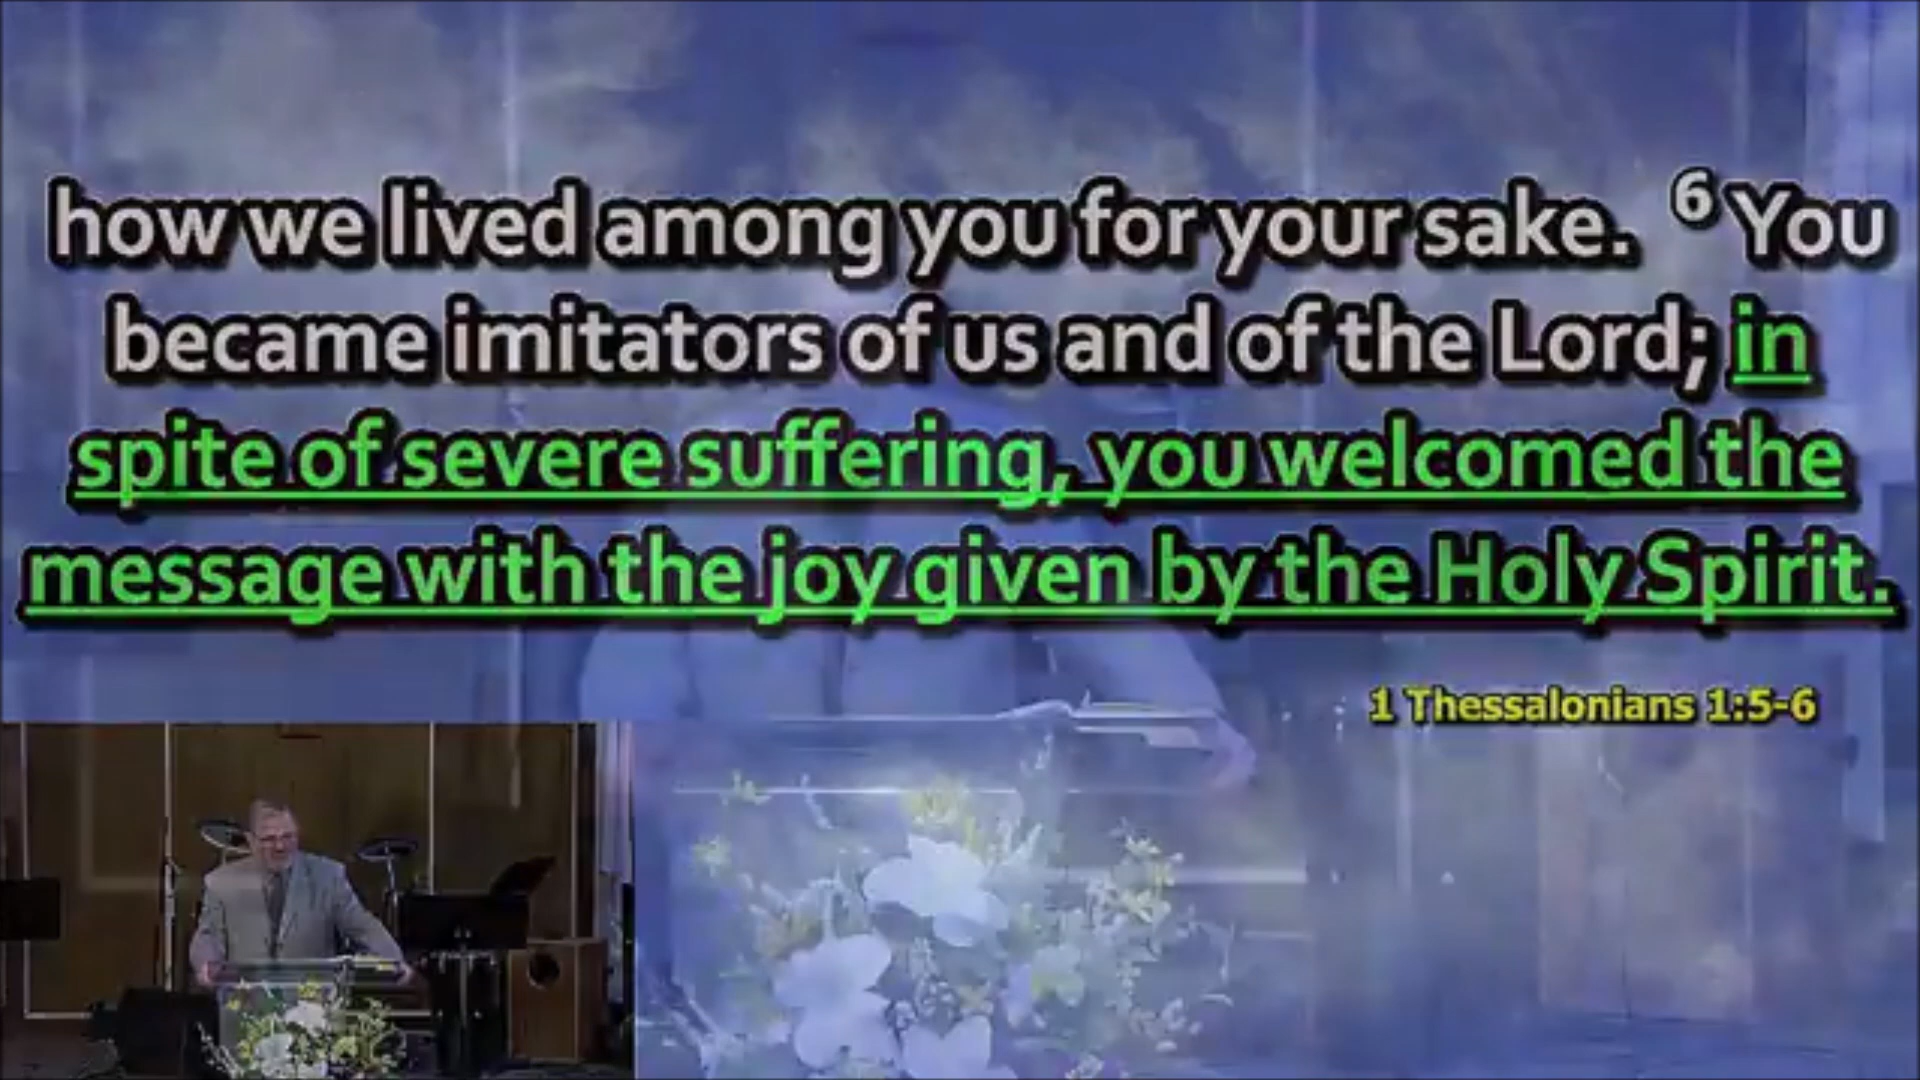 how we lived among you for your sake. 6 You
became imitators of us and of the Lord; in
spite of severe suffering, you welcomed the
message with the joy given by the Holy Spirit.
1 Thessalonians 1:5-6